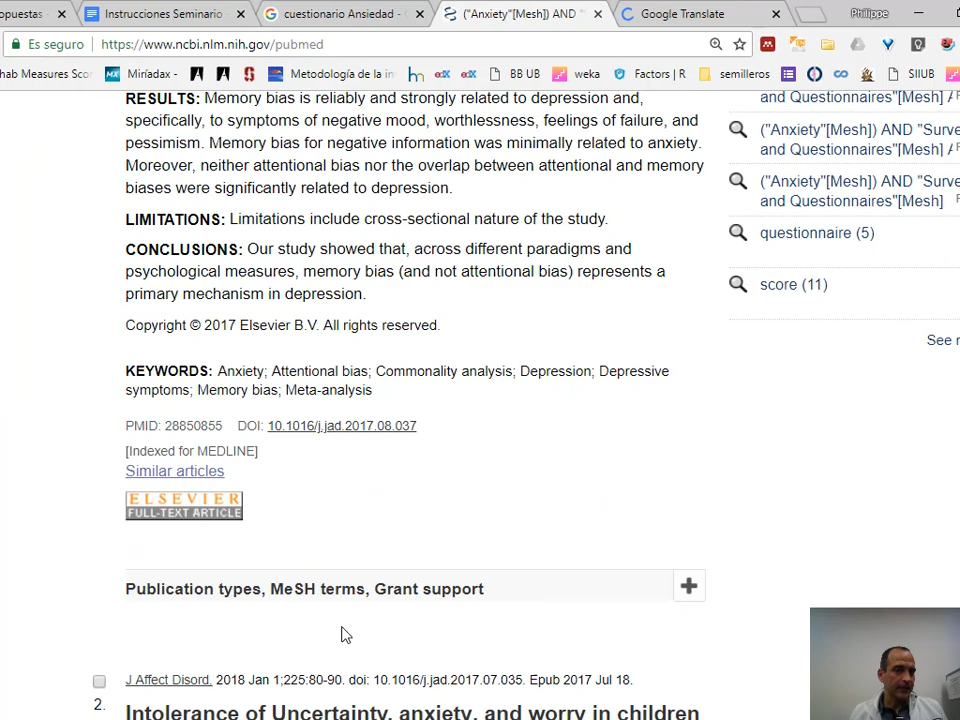 opuestas
Instrucciones Seminario
cuestionario Ansiedad -
("Anxiety"[Mesh]) AND "
Google Translate
Philippe
Es seguro
https://www.ncbi.nlm.nih.gov/pubmed
hab Measures Sco
Miríadax -
Metodología de la in
edX
BB UB
weka
Factors | R
semilleros
SIIUB
RESULTS: Memory bias is reliably and strongly related to depression and,
specifically, to symptoms of negative mood, worthlessness, feelings of failure, and
pessimism. Memory bias for negative information was minimally related to anxiety.
Moreover, neither attentional bias nor the overlap between attentional and memory
biases were significantly related to depression.
LIMITATIONS: Limitations include cross-sectional nature of the study.
CONCLUSIONS: Our study showed that, across different paradigms and
psychological measures, memory bias (and not attentional bias) represents a
primary mechanism in depression.
Copyright © 2017 Elsevier B.V. All rights reserved.
KEYWORDS: Anxiety; Attentional bias; Commonality analysis; Depression; Depressive
symptoms; Memory bias; Meta-analysis
PMID: 28850855 DOI: 10.1016/j.jad.2017.08.037
[Indexed for MEDLINE]
Similar articles
ELSEVIER
FULL-TEXT ARTICLE
Publication types, MeSH terms, Grant support
J Affect Disord. 2018 Jan 1;225:80-90. doi: 10.1016/j.jad.2017.07.035. Epub 2017 Jul 18.
2. Intolerance of Uncertainty, anxiety, and worry in children
and Questionnaires"[Mesh] A
("Anxiety"[Mesh]) AND "Surve
and Questionnaires"[Mesh] A
("Anxiety"[Mesh]) AND "Surve
and Questionnaires"[Mesh]
questionnaire (5)
score (11)
See